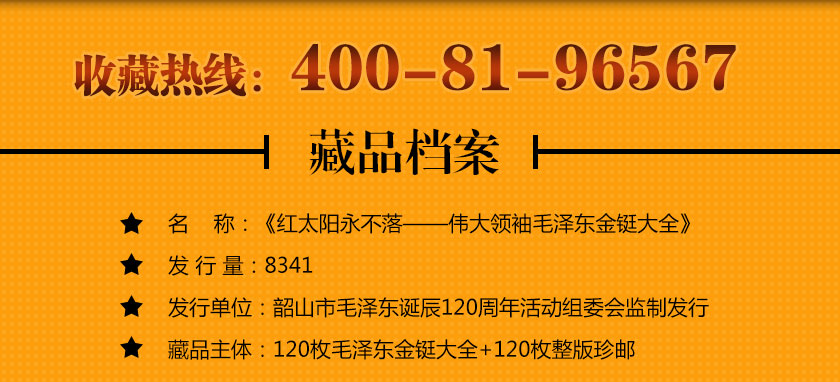 收藏热线：400-81-96567
藏品档案
★ 名 称：《红太阳永不落——伟大领袖毛泽东金铤大全》
★ 发 行 量：8341
★ 发行单位：韶山市毛泽东诞辰120周年活动组委会监制发行
★ 藏品主体：120枚毛泽东金铤大全+120枚整版珍邮